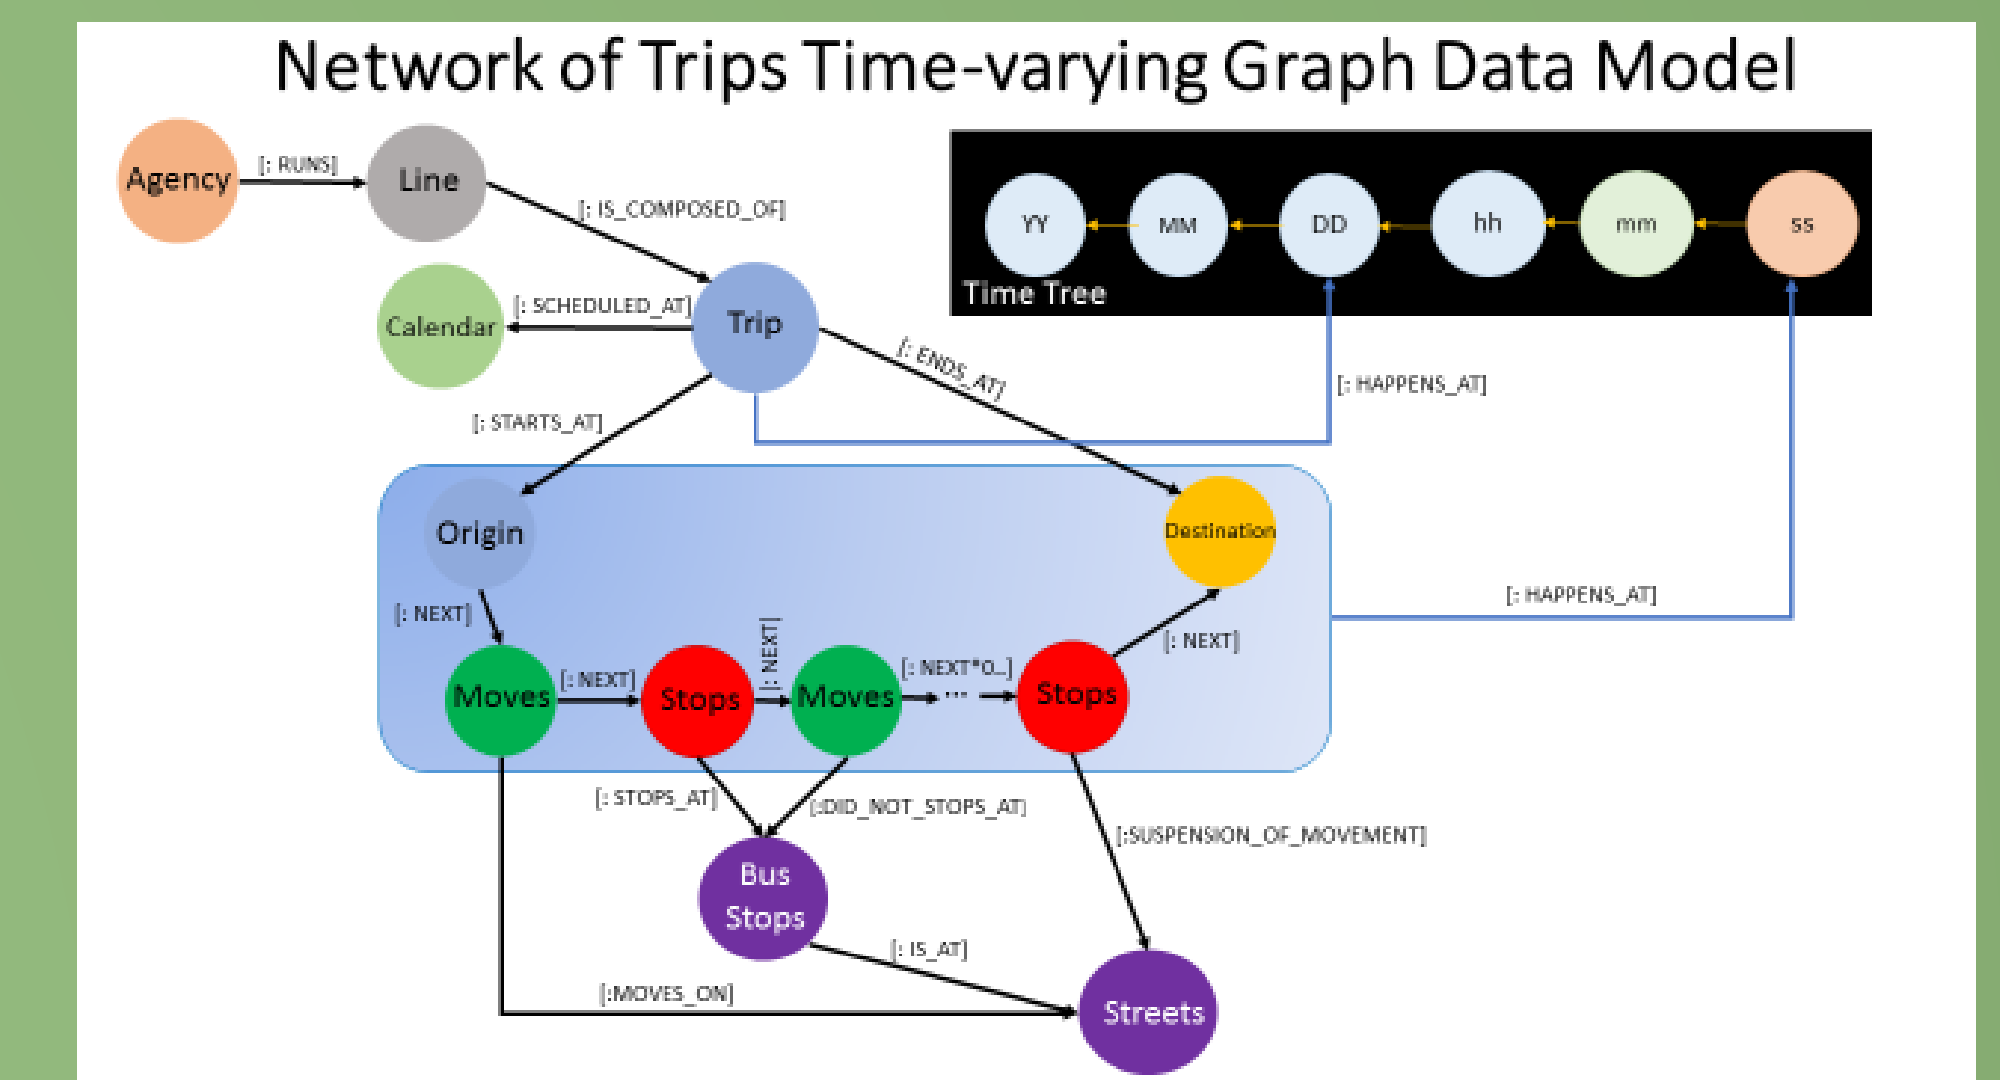 Network of Trips Time-varying Graph Data Model
Agency
[: RUNS]
Line
[: IS_COMPOSED_OF]
YY
MM
DD
hh
mm
ss
Time Tree
Calendar
[: SCHEDULED_AT]
Trip
[: ENDS_AT]
[: HAPPENS_AT]
[: STARTS_AT]
Origin
Destination
[: HAPPENS_AT]
[: NEXT]
[: NEXT]
[: NEXT]
[: NEXT*0..]
[: NEXT]
Moves
Stops
Moves
...
Stops
[: STOPS_AT]
[:DID_NOT_STOPS_AT]
[:SUSPENSION_OF_MOVEMENT]
Bus
Stops
[: IS_AT]
[:MOVES_ON]
Streets